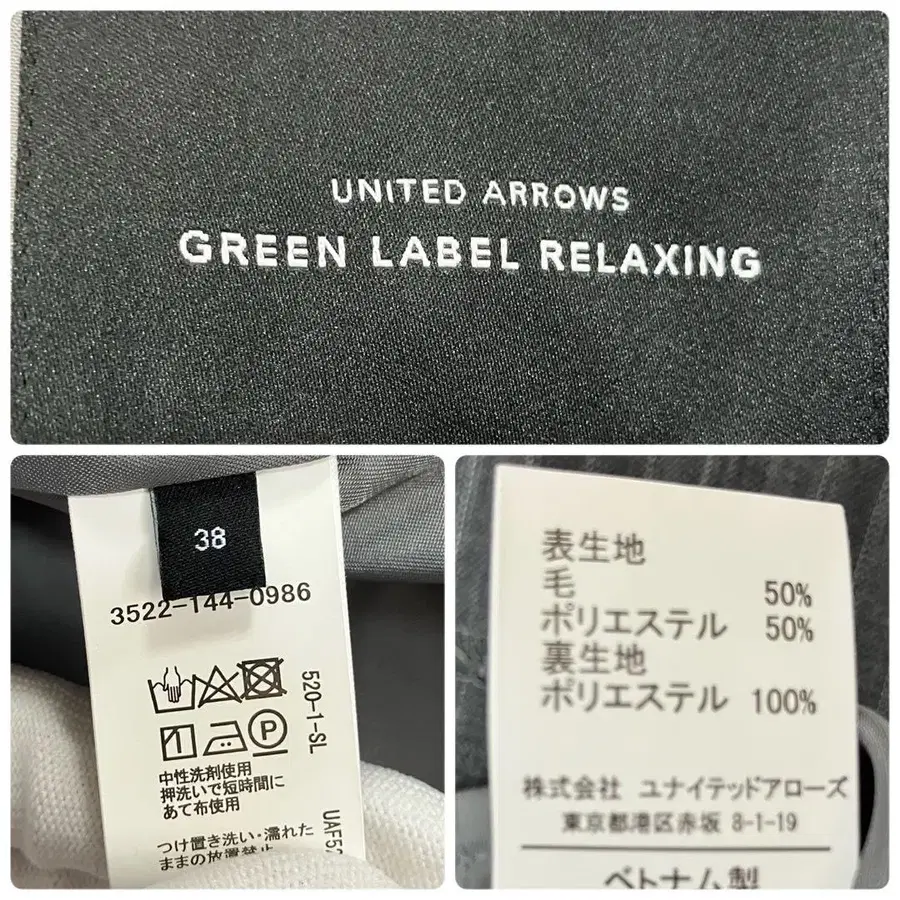 UNITED ARROWS
GREEN LABEL RELAXING
38
3522-144-0986
520-1-SL
P
中性洗剤使用
押洗いで短時間に
あて布使用
つけ置き洗い・濡れた
ままの放置禁止
表生地
毛 50%
ポリエステル 50%
裏生地
ポリエステル 100%
株式会社 ユナイテッドアローズ
東京都港区赤坂 8-1-19
ベトナム製